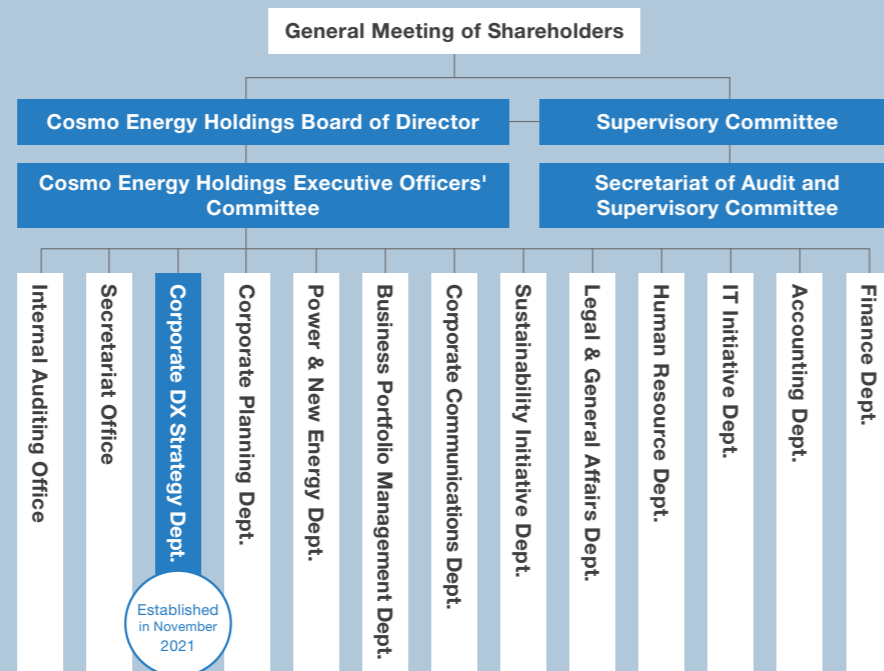 General Meeting of Shareholders
Cosmo Energy Holdings Board of Director
Supervisory Committee
Cosmo Energy Holdings Executive Officers'
Committee
Secretariat of Audit and
Supervisory Committee
Internal Auditing Office
Secretariat Office
Corporate DX Strategy Dept.
Established
in November
2021
Corporate Planning Dept.
Power & New Energy Dept.
Business Portfolio Management Dept.
Corporate Communications Dept.
Sustainability Initiative Dept.
Legal & General Affairs Dept.
Human Resource Dept.
IT Initiative Dept.
Accounting Dept.
Finance Dept.